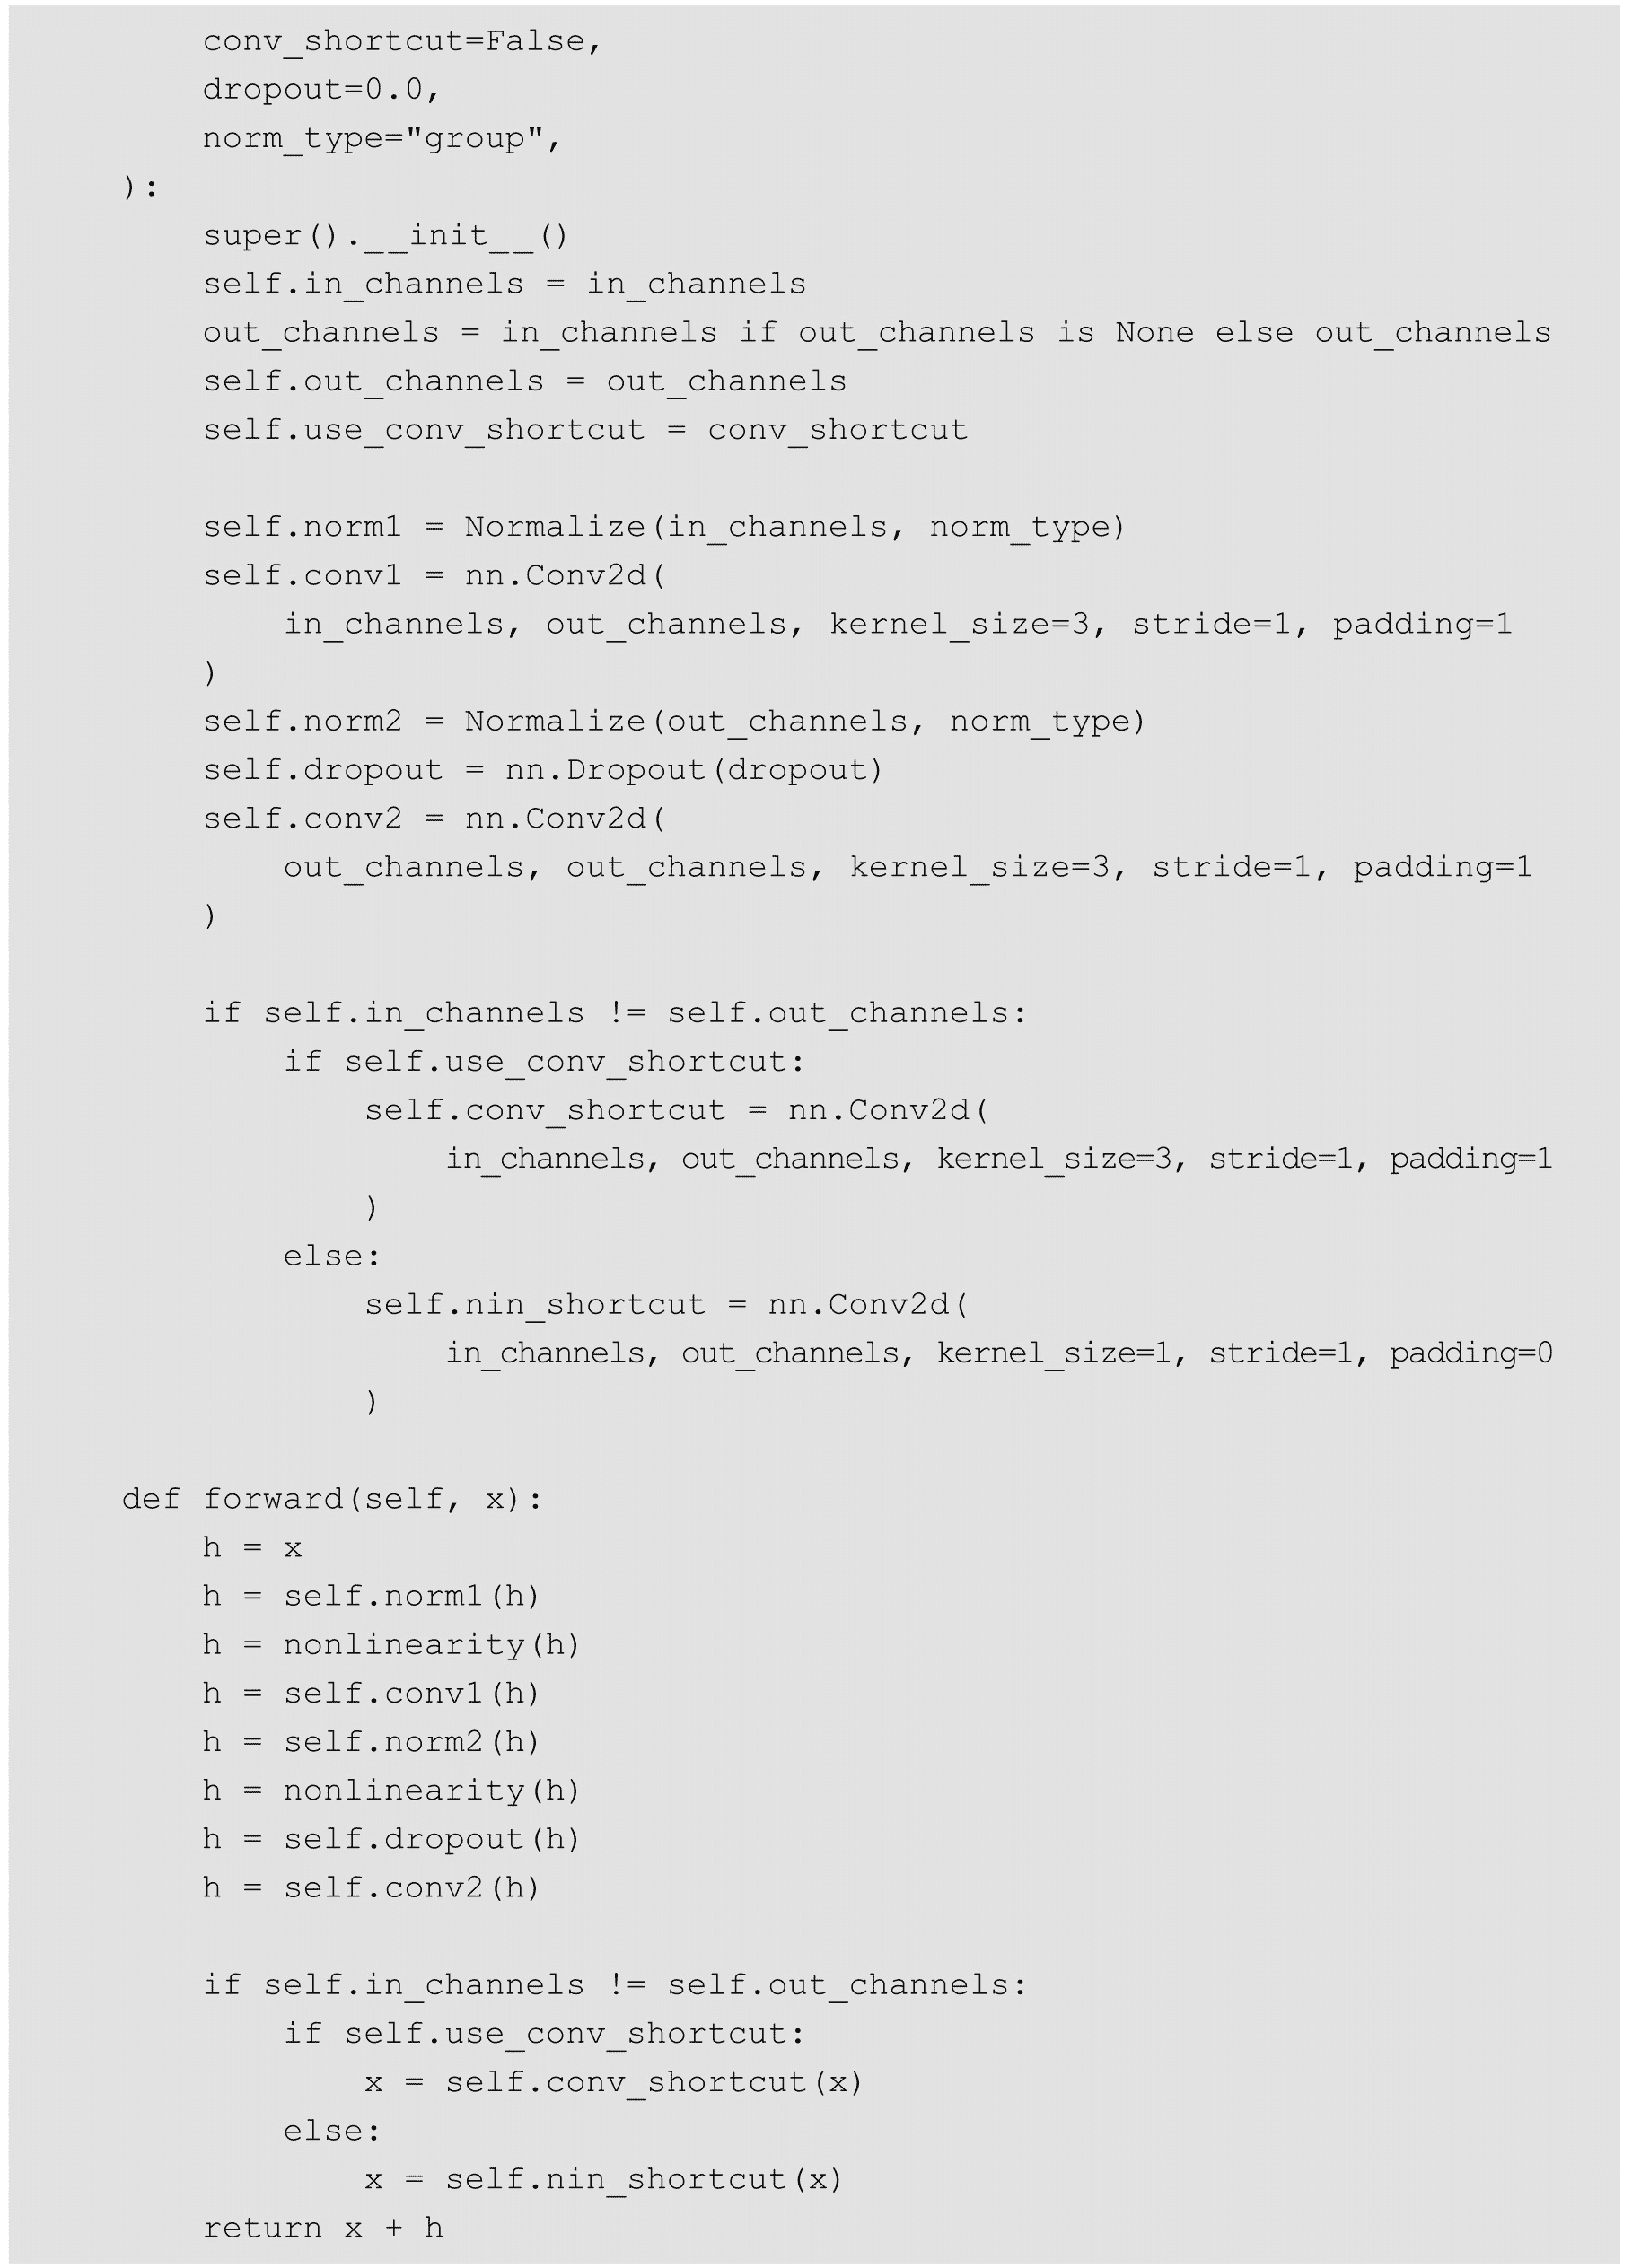 conv_shortcut=False,
dropout=0.0,
norm_type="group",
):
super().__init__()
self.in_channels = in_channels
out_channels = in_channels if out_channels is None else out_channels
self.out_channels = out_channels
self.use_conv_shortcut = conv_shortcut
self.norm1 = Normalize(in_channels, norm_type)
self.conv1 = nn.Conv2d(
in_channels, out_channels, kernel_size=3, stride=1, padding=1
)
self.norm2 = Normalize(out_channels, norm_type)
self.dropout = nn.Dropout(dropout)
self.conv2 = nn.Conv2d(
out_channels, out_channels, kernel_size=3, stride=1, padding=1
)
if self.in_channels != self.out_channels:
if self.use_conv_shortcut:
self.conv_shortcut = nn.Conv2d(
in_channels, out_channels, kernel_size=3, stride=1, padding=1
)
else:
self.nin_shortcut = nn.Conv2d(
in_channels, out_channels, kernel_size=1, stride=1, padding=0
)
def forward(self, x):
h = x
h = self.norm1(h)
h = nonlinearity(h)
h = self.conv1(h)
h = self.norm2(h)
h = nonlinearity(h)
h = self.dropout(h)
h = self.conv2(h)
if self.in_channels != self.out_channels:
if self.use_conv_shortcut:
x = self.conv_shortcut(x)
else:
x = self.nin_shortcut(x)
return x + h